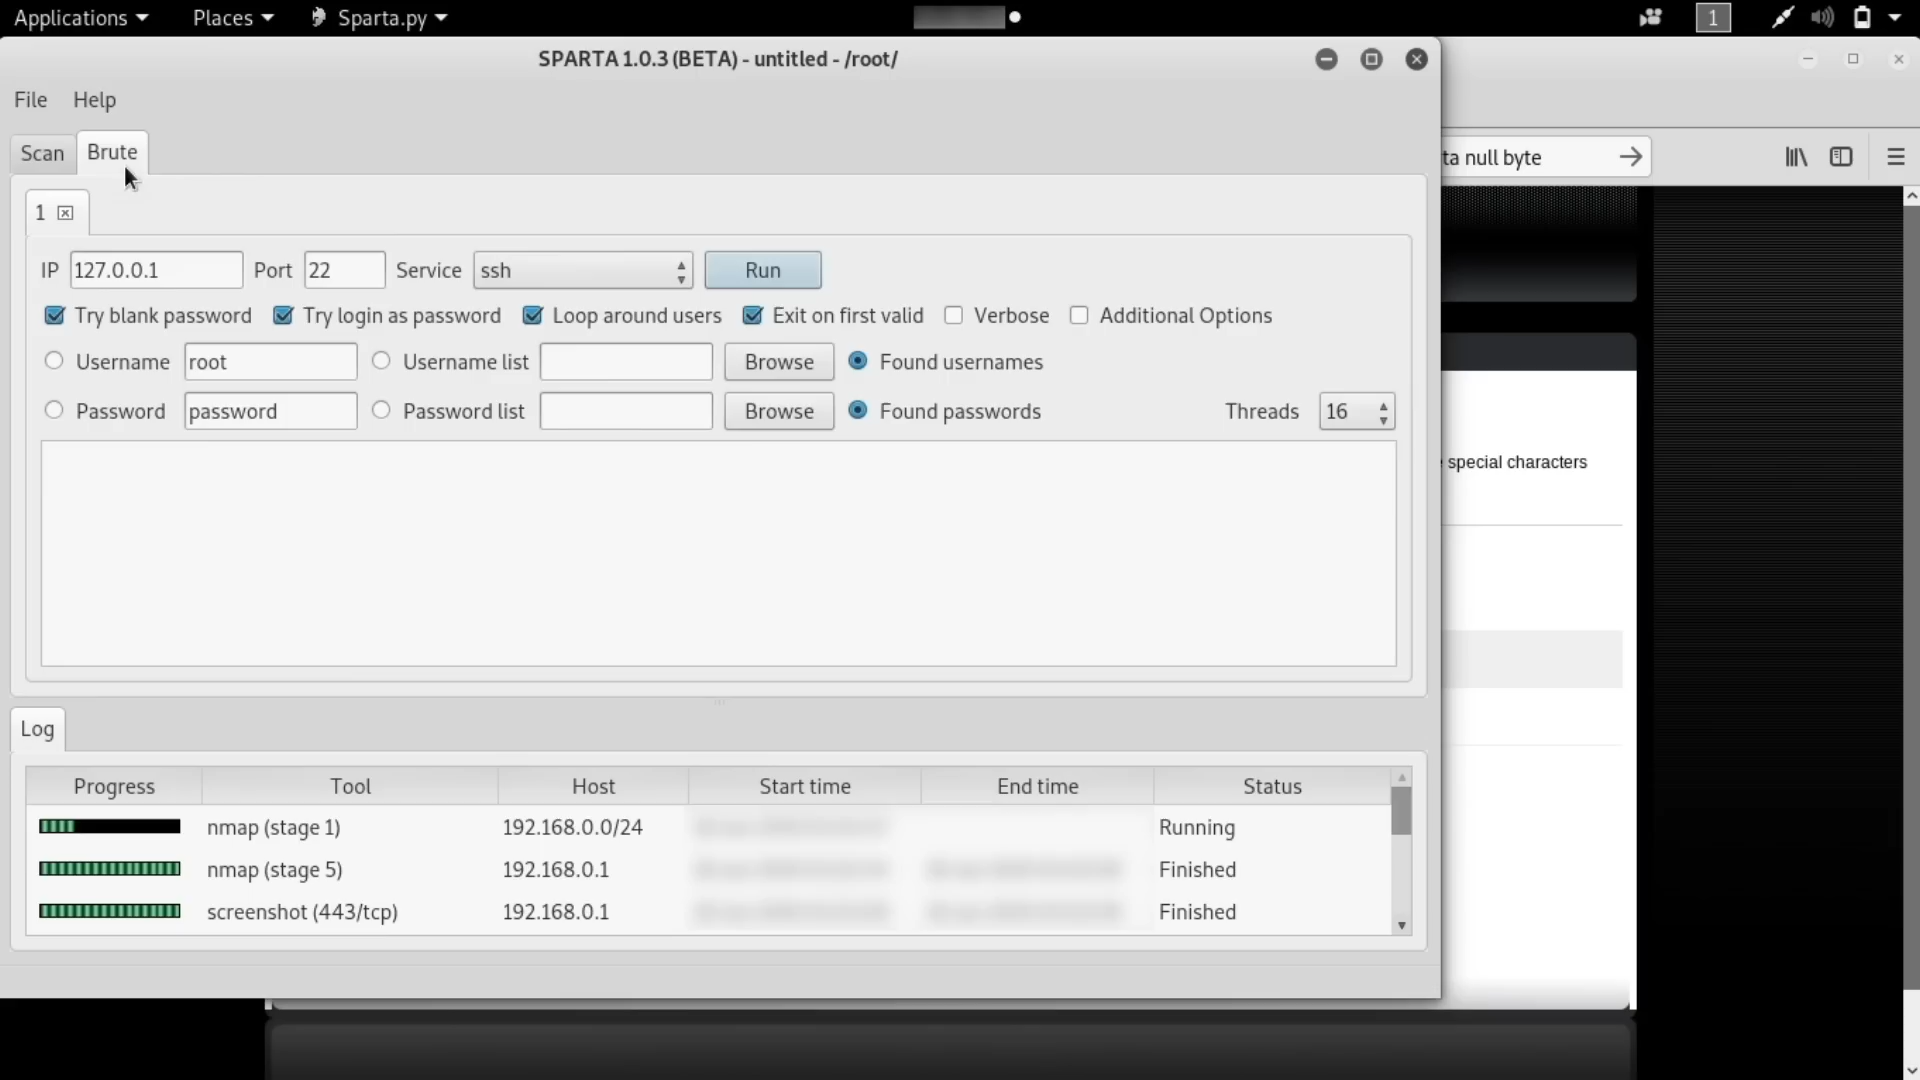 Applications Places Sparta.py 1
SPARTA 1.0.3 (BETA) - untitled - /root/
File Help
Scan Brute
ta null byte
1
IP 127.0.0.1 Port 22 Service ssh Run
Try blank password Try login as password Loop around users Exit on first valid Verbose Additional Options
Username root Username list Browse Found usernames
Password password Password list Browse Found passwords Threads 16
special characters
Log
Progress Tool Host Start time End time Status
nmap (stage 1) 192.168.0.0/24 Running
nmap (stage 5) 192.168.0.1 Finished
screenshot (443/tcp) 192.168.0.1 Finished